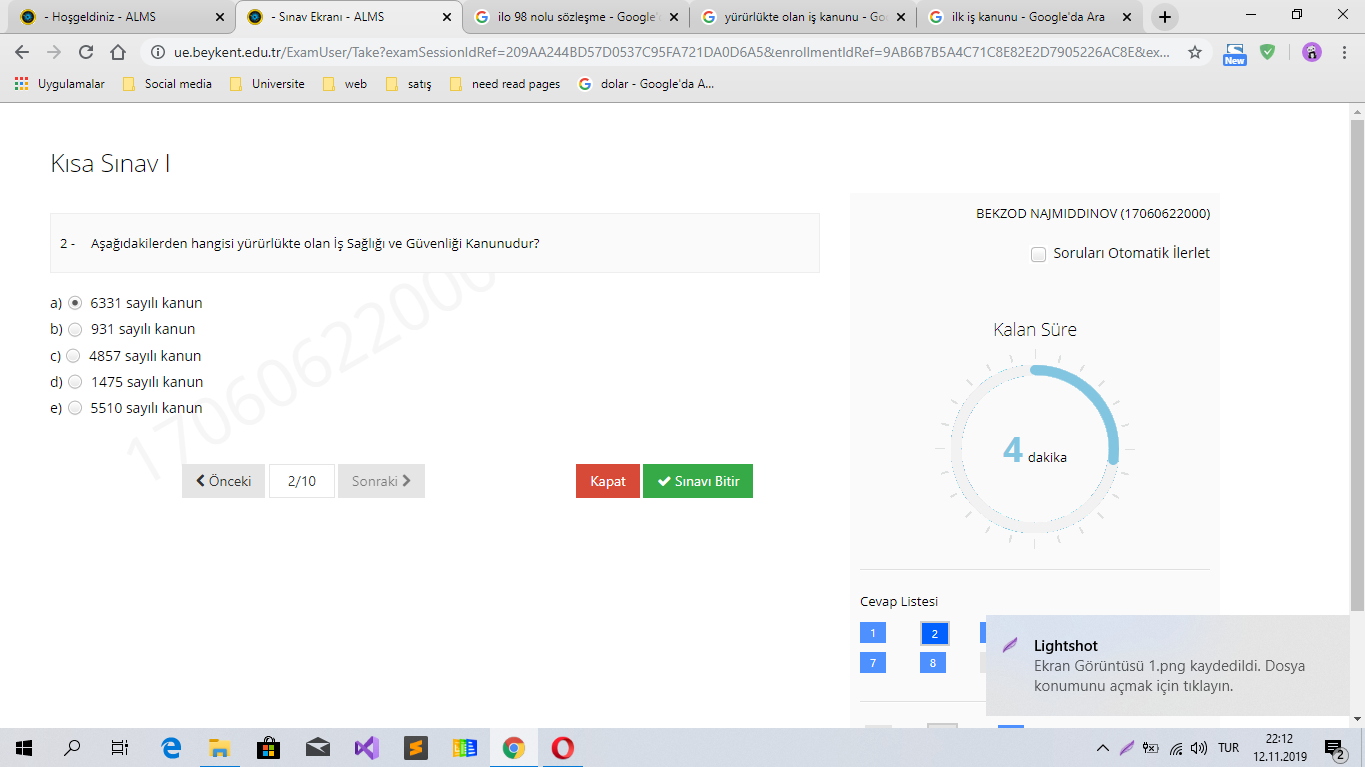 - Hoşgeldiniz - ALMS
- Sınav Ekranı - ALMS
ilo 98 nolu sözleşme - Google'
yürürlükte olan iş kanunu - Go
ilk iş kanunu - Google'da Ara
ue.beykent.edu.tr/ExamUser/Take?examSessionIdRef=209AA244BD57D0537C95FA721DA0D6A5&enrollmentIdRef=9AB6B7B5A4C71C8E82E2D7905226AC8E&ex...
New
Uygulamalar
Social media
Universite
web
satış
need read pages
dolar - Google'da A...
Kısa Sınav I
BEKZOD NAJMIDDINOV (17060622000)
2 - Aşağıdakilerden hangisi yürürlükte olan İş Sağlığı ve Güvenliği Kanunudur?
Soruları Otomatik İlerlet
17060622000
a) 6331 sayılı kanun
b) 931 sayılı kanun
c) 4857 sayılı kanun
d) 1475 sayılı kanun
e) 5510 sayılı kanun
Kalan Süre
4 dakika
Önceki
2/10
Sonraki
Kapat
Sınavı Bitir
Cevap Listesi
1
2
7
8
Lightshot
Ekran Görüntüsü 1.png kaydedildi. Dosya
konumunu açmak için tıklayın.
TUR
22:12
12.11.2019
2